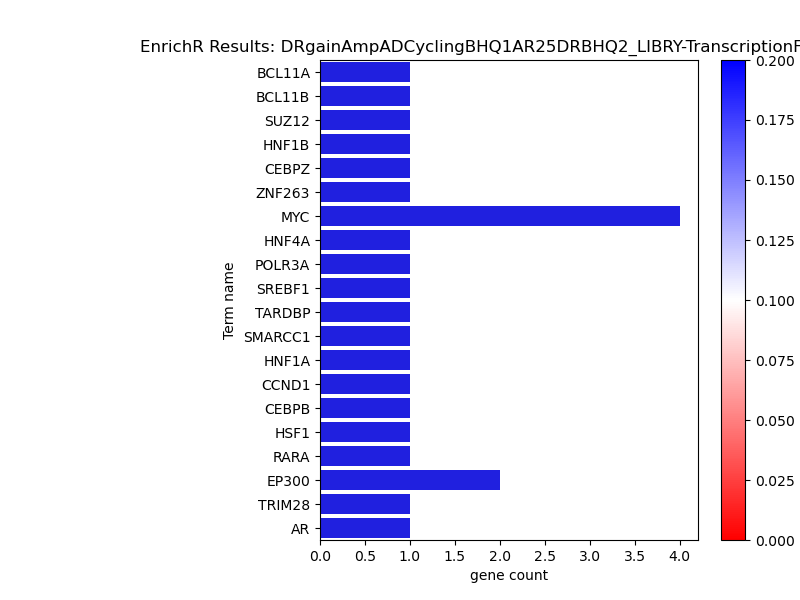 EnrichR Results: DRgainAmpADCyclingBHQ1AR25DRBHQ2_LIBRY-TranscriptionF
BCL11A
BCL11B
SUZ12
HNF1B
CEBPZ
ZNF263
MYC
HNF4A
POLR3A
SREBF1
TARDBP
SMARCC1
HNF1A
CCND1
CEBPB
HSF1
RARA
EP300
TRIM28
AR
Term name
0.0 0.5 1.0 1.5 2.0 2.5 3.0 3.5 4.0
gene count
0.200
0.175
0.150
0.125
0.100
0.075
0.050
0.025
0.000